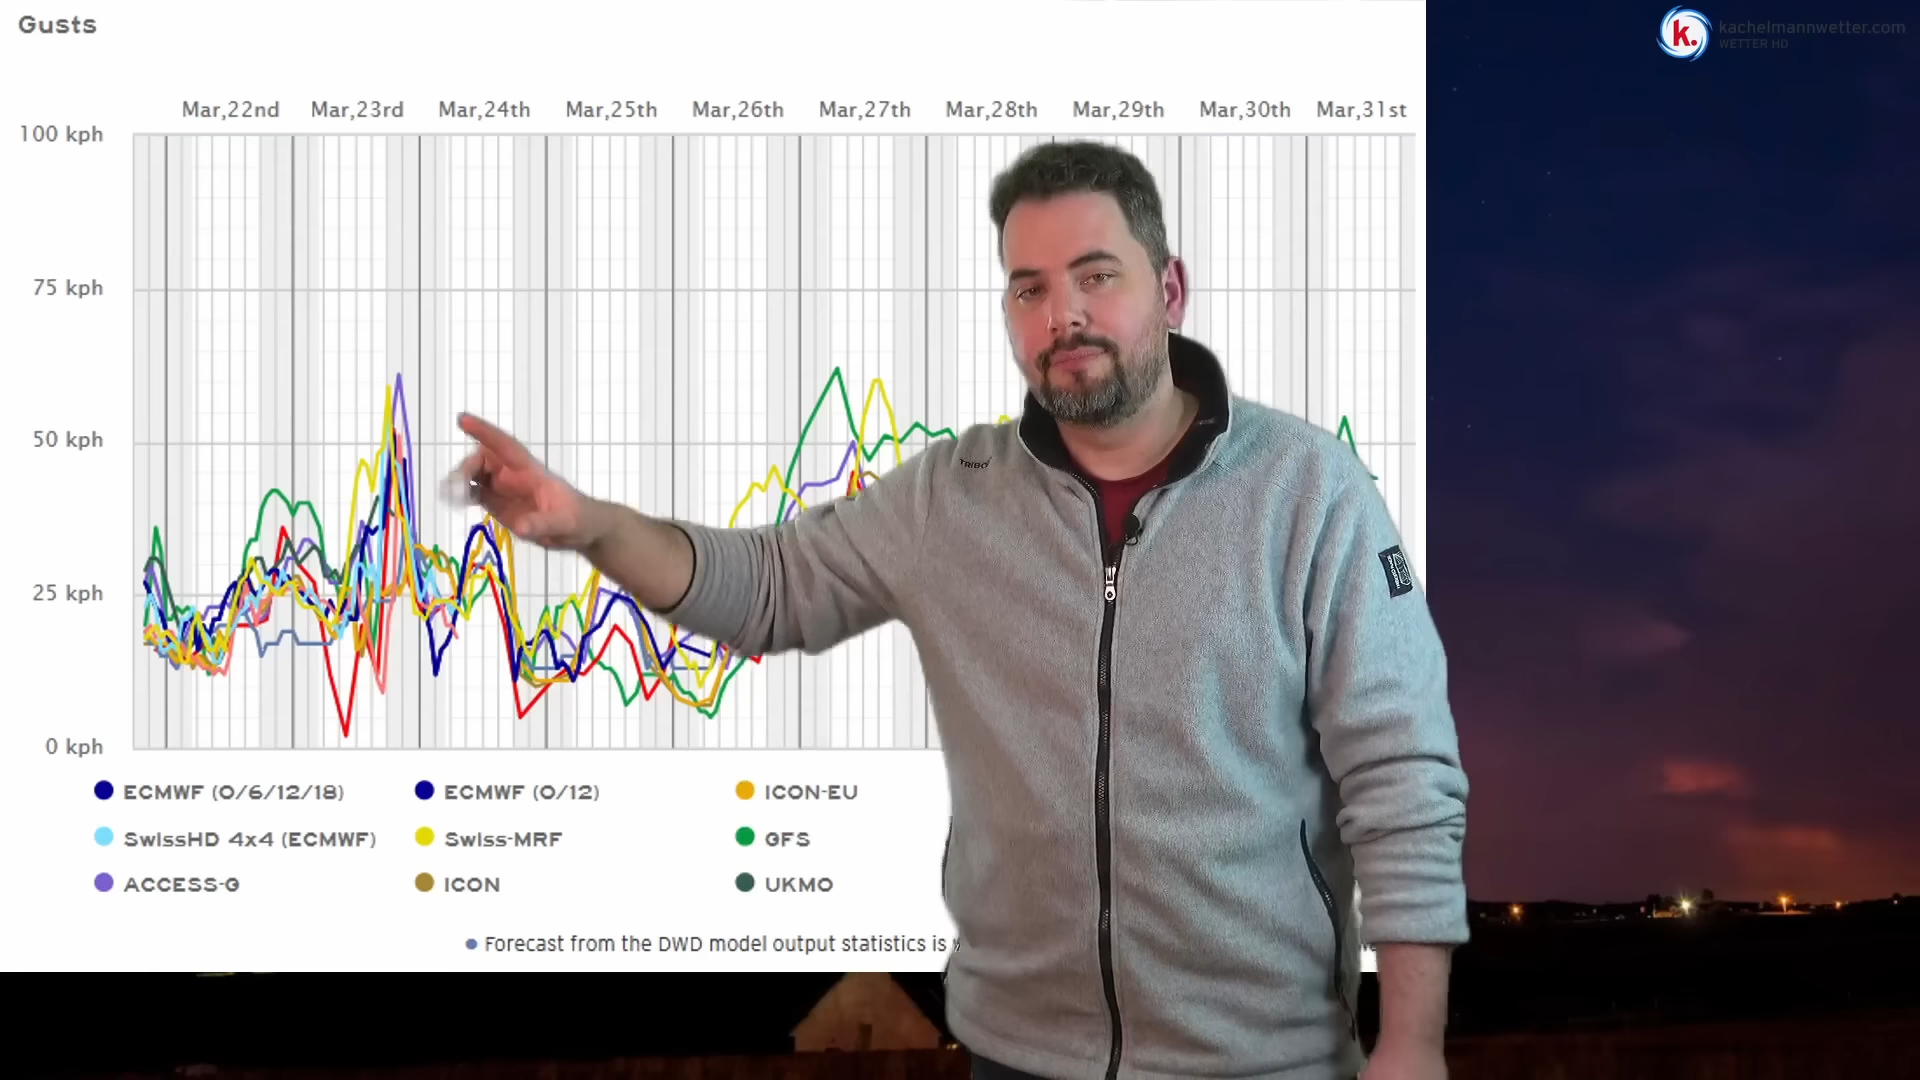 Gusts
k. kachelmannwetter.com
WETTER HD
Mar,22nd Mar,23rd Mar,24th Mar,25th Mar,26th Mar,27th Mar,28th Mar,29th Mar,30th Mar,31st
100 kph
75 kph
50 kph
TRIBO
25 kph
0 kph
ECMWF (0/6/12/18) ECMWF (0/12) ICON-EU
SwissHD 4x4 (ECMWF) Swiss-MRF GFS
ACCESS-G ICON UKMO
Forecast from the DWD model output statistics is